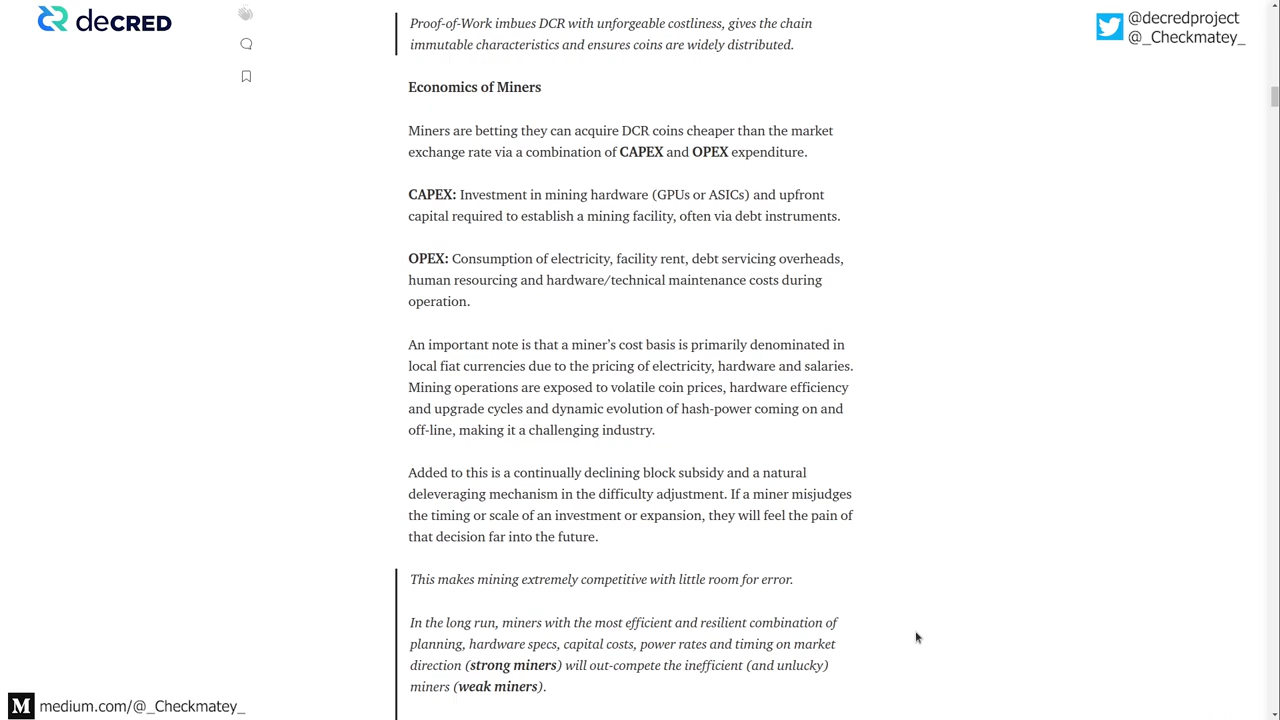 decred
@decredproject
@_Checkmatey_
Proof-of-Work imbues DCR with unforgeable costliness, gives the chain
immutable characteristics and ensures coins are widely distributed.
Economics of Miners
Miners are betting they can acquire DCR coins cheaper than the market
exchange rate via a combination of CAPEX and OPEX expenditure.
CAPEX: Investment in mining hardware (GPUs or ASICs) and upfront
capital required to establish a mining facility, often via debt instruments.
OPEX: Consumption of electricity, facility rent, debt servicing overheads,
human resourcing and hardware/technical maintenance costs during
operation.
An important note is that a miner’s cost basis is primarily denominated in
local fiat currencies due to the pricing of electricity, hardware and salaries.
Mining operations are exposed to volatile coin prices, hardware efficiency
and upgrade cycles and dynamic evolution of hash-power coming on and
off-line, making it a challenging industry.
Added to this is a continually declining block subsidy and a natural
deleveraging mechanism in the difficulty adjustment. If a miner misjudges
the timing or scale of an investment or expansion, they will feel the pain of
that decision far into the future.
This makes mining extremely competitive with little room for error.
In the long run, miners with the most efficient and resilient combination of
planning, hardware specs, capital costs, power rates and timing on market
direction (strong miners) will out-compete the inefficient (and unlucky)
miners (weak miners).
M medium.com/@_Checkmatey_